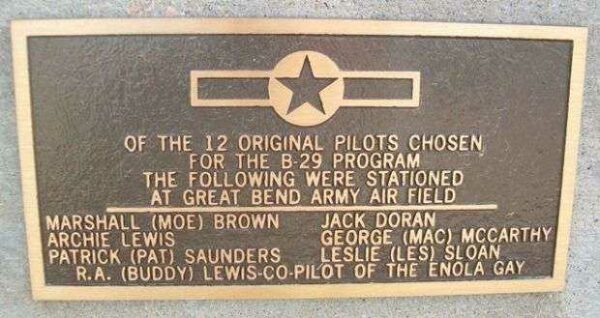 OF THE 12 ORIGINAL PILOTS CHOSEN
FOR THE B-29 PROGRAM
THE FOLLOWING WERE STATIONED
AT GREAT BEND ARMY AIR FIELD
MARSHALL (MOE) BROWN JACK DORAN
ARCHIE LEWIS GEORGE (MAC) MCCARTHY
PATRICK (PAT) SAUNDERS LESLIE (LES) SLOAN
R.A. (BUDDY) LEWIS-CO-PILOT OF THE ENOLA GAY